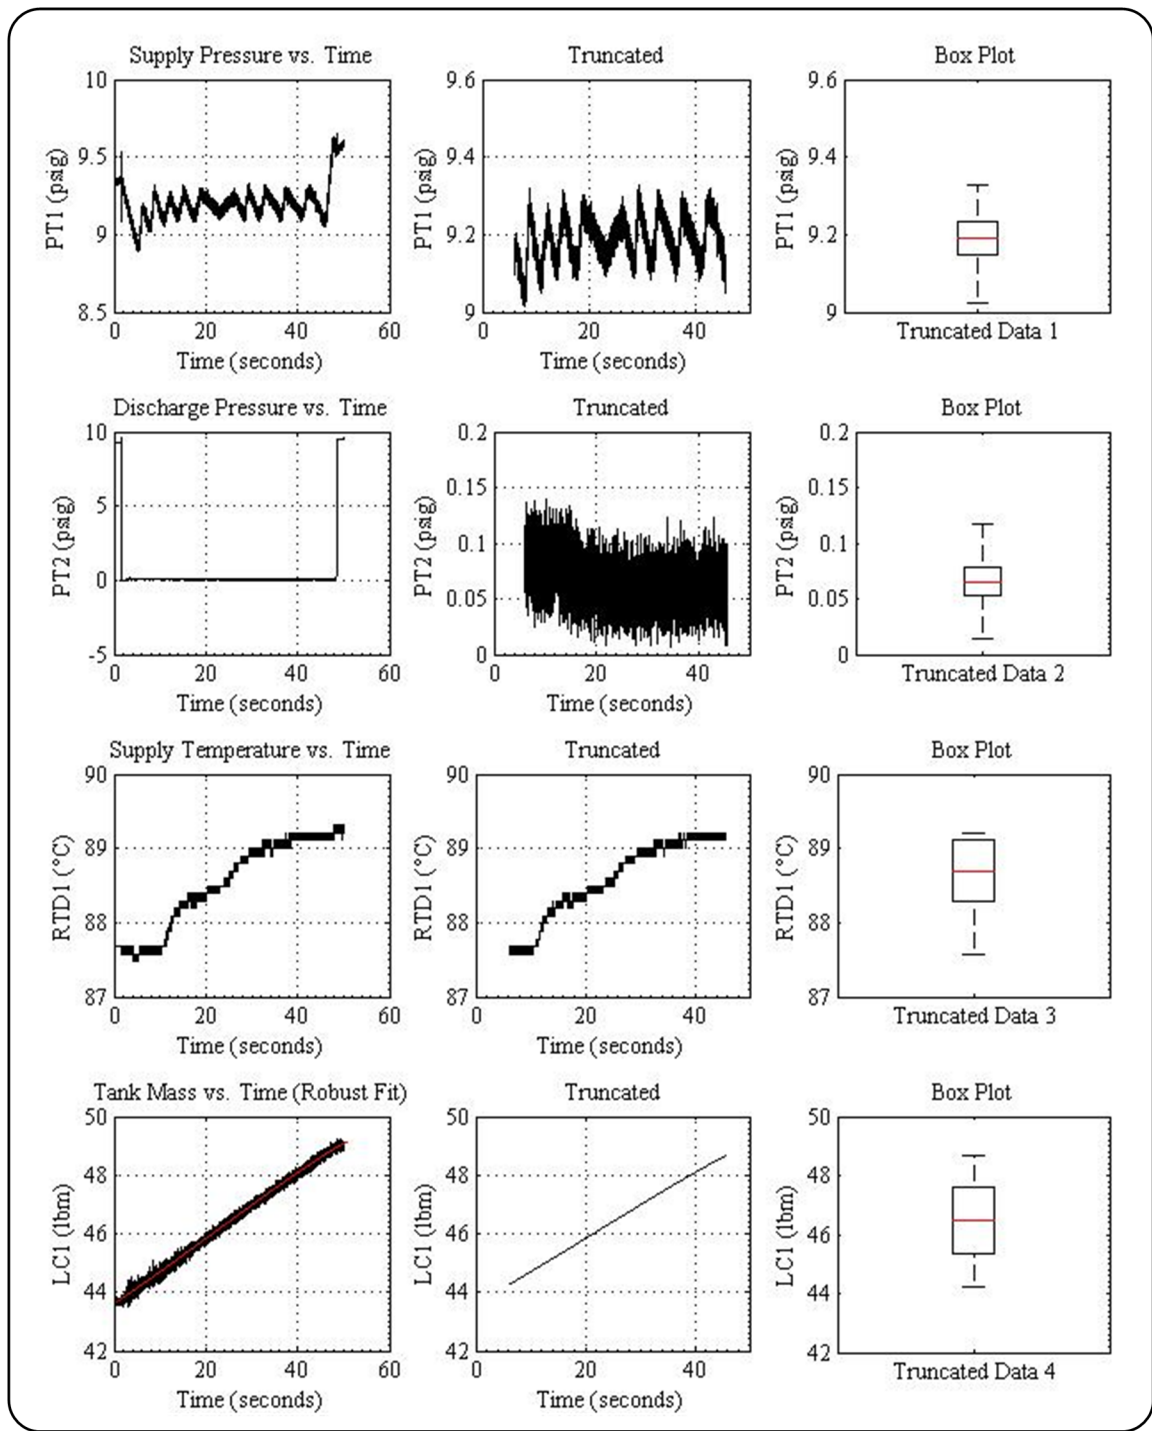 Supply Pressure vs. Time
10
9.5
9
8.5
PT1 (psig)
0 20 40 60
Time (seconds)
Truncated
9.6
9.4
9.2
9
PT1 (psig)
0 20 40
Time (seconds)
Box Plot
9.6
9.4
9.2
9
PT1 (psig)
Truncated Data 1
Discharge Pressure vs. Time
10
5
0
-5
PT2 (psig)
0 20 40 60
Time (seconds)
Truncated
0.2
0.15
0.1
0.05
0
PT2 (psig)
0 20 40
Time (seconds)
Box Plot
0.2
0.15
0.1
0.05
0
PT2 (psig)
Truncated Data 2
Supply Temperature vs. Time
90
89
88
87
RTD1 (°C)
0 20 40 60
Time (seconds)
Truncated
90
89
88
87
RTD1 (°C)
0 20 40
Time (seconds)
Box Plot
90
89
88
87
RTD1 (°C)
Truncated Data 3
Tank Mass vs. Time (Robust Fit)
50
48
46
44
42
LC1 (lbm)
0 20 40 60
Time (seconds)
Truncated
50
48
46
44
42
LC1 (lbm)
0 20 40
Time (seconds)
Box Plot
50
48
46
44
42
LC1 (lbm)
Truncated Data 4